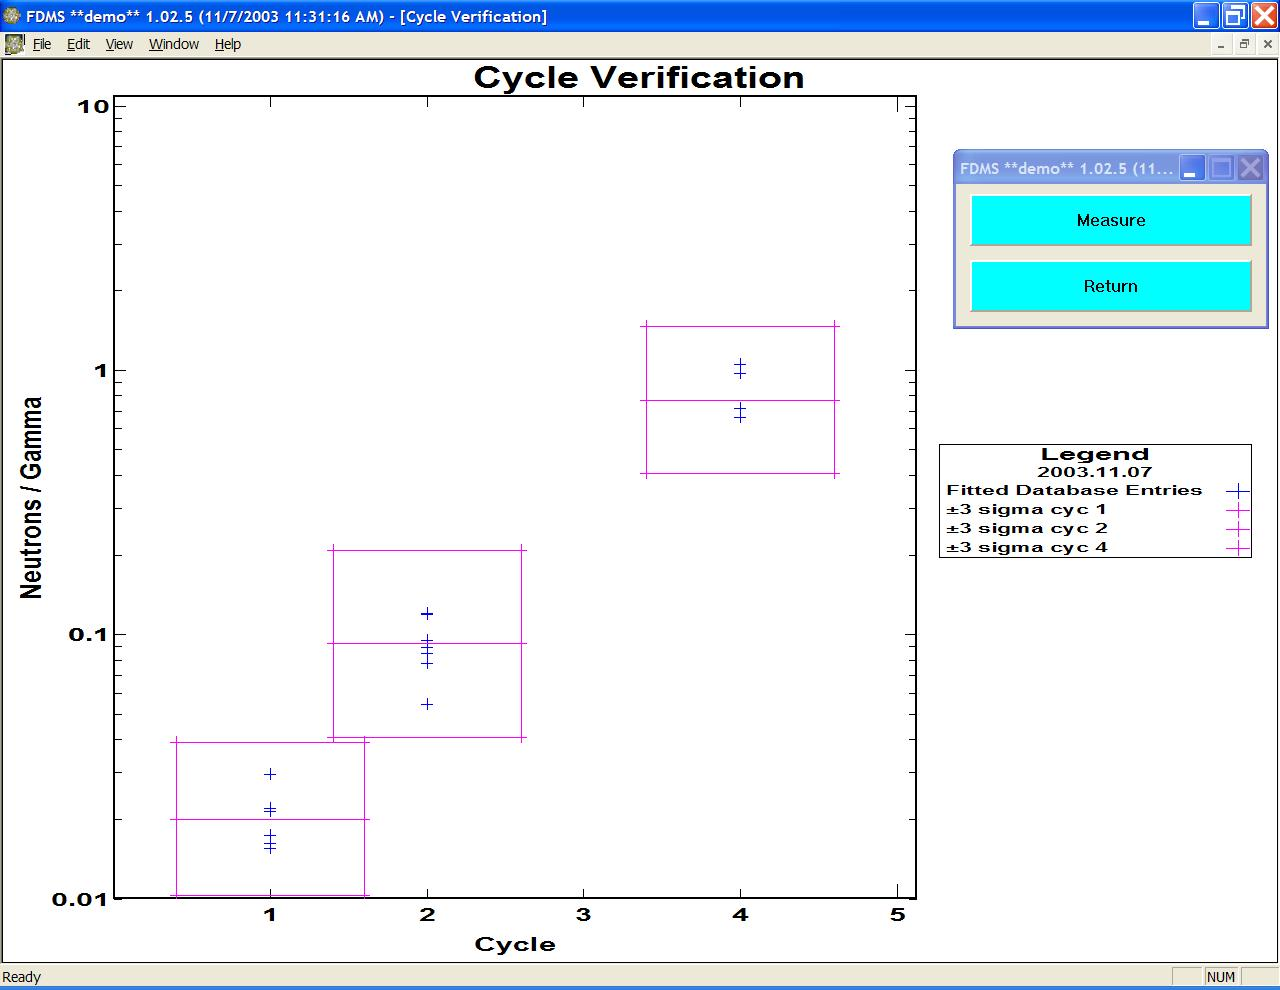 FDMS **demo** 1.02.5 (11/7/2003 11:31:16 AM) - [Cycle Verification]
File Edit View Window Help
Cycle Verification
10
1
0.1
0.01
Neutrons / Gamma
1 2 3 4 5
Cycle
FDMS **demo** 1.02.5 (11...
Measure
Return
Legend
2003.11.07
Fitted Database Entries
±3 sigma cyc 1
±3 sigma cyc 2
±3 sigma cyc 4
Ready
NUM